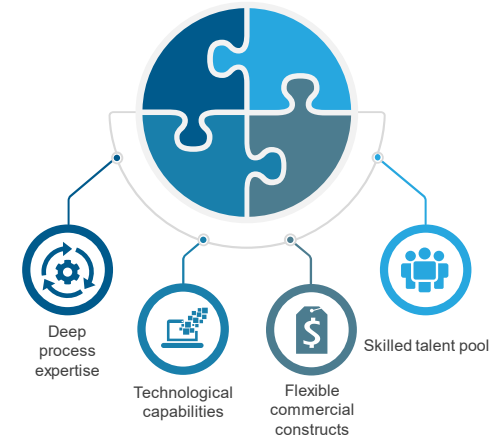 Deep
process
expertise
Technological
capabilities
$
Flexible
commercial
constructs
Skilled talent pool